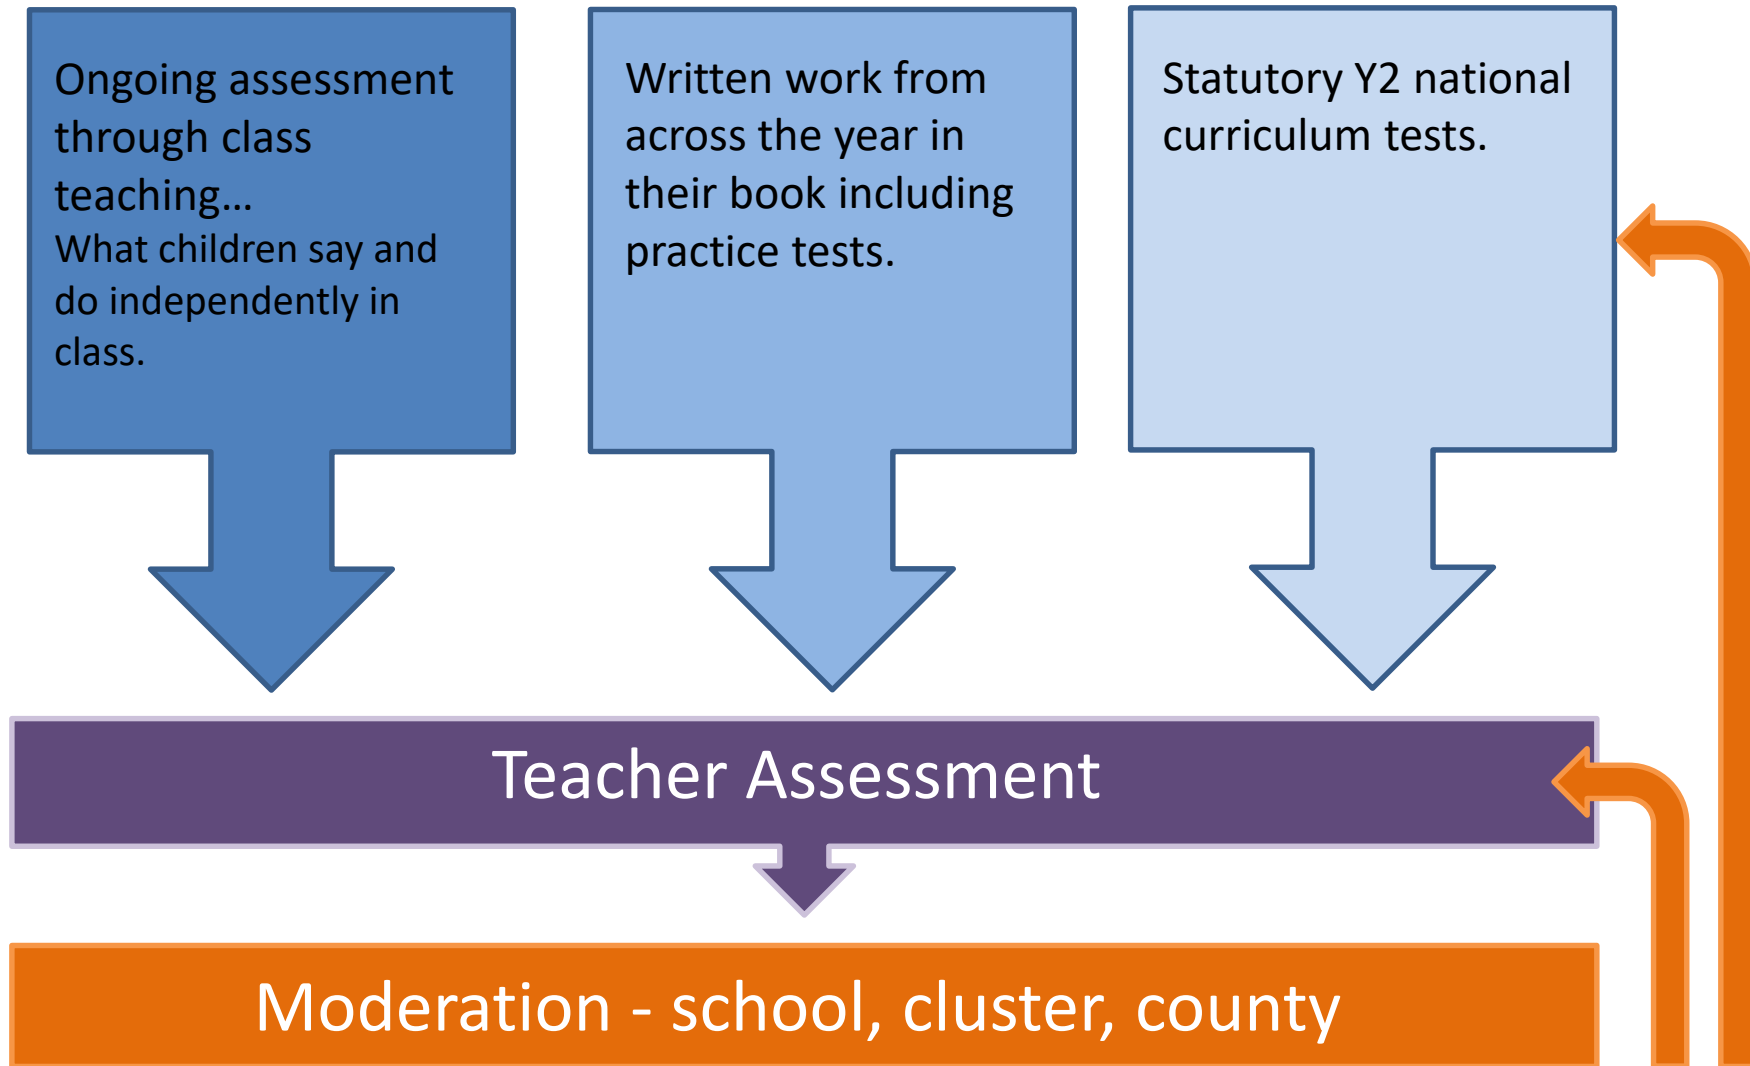 Ongoing assessment
through class
teaching…
What children say and
do independently in
class.
Written work from
across the year in
their book including
practice tests.
Statutory Y2 national
curriculum tests.
Teacher Assessment
Moderation - school, cluster, county